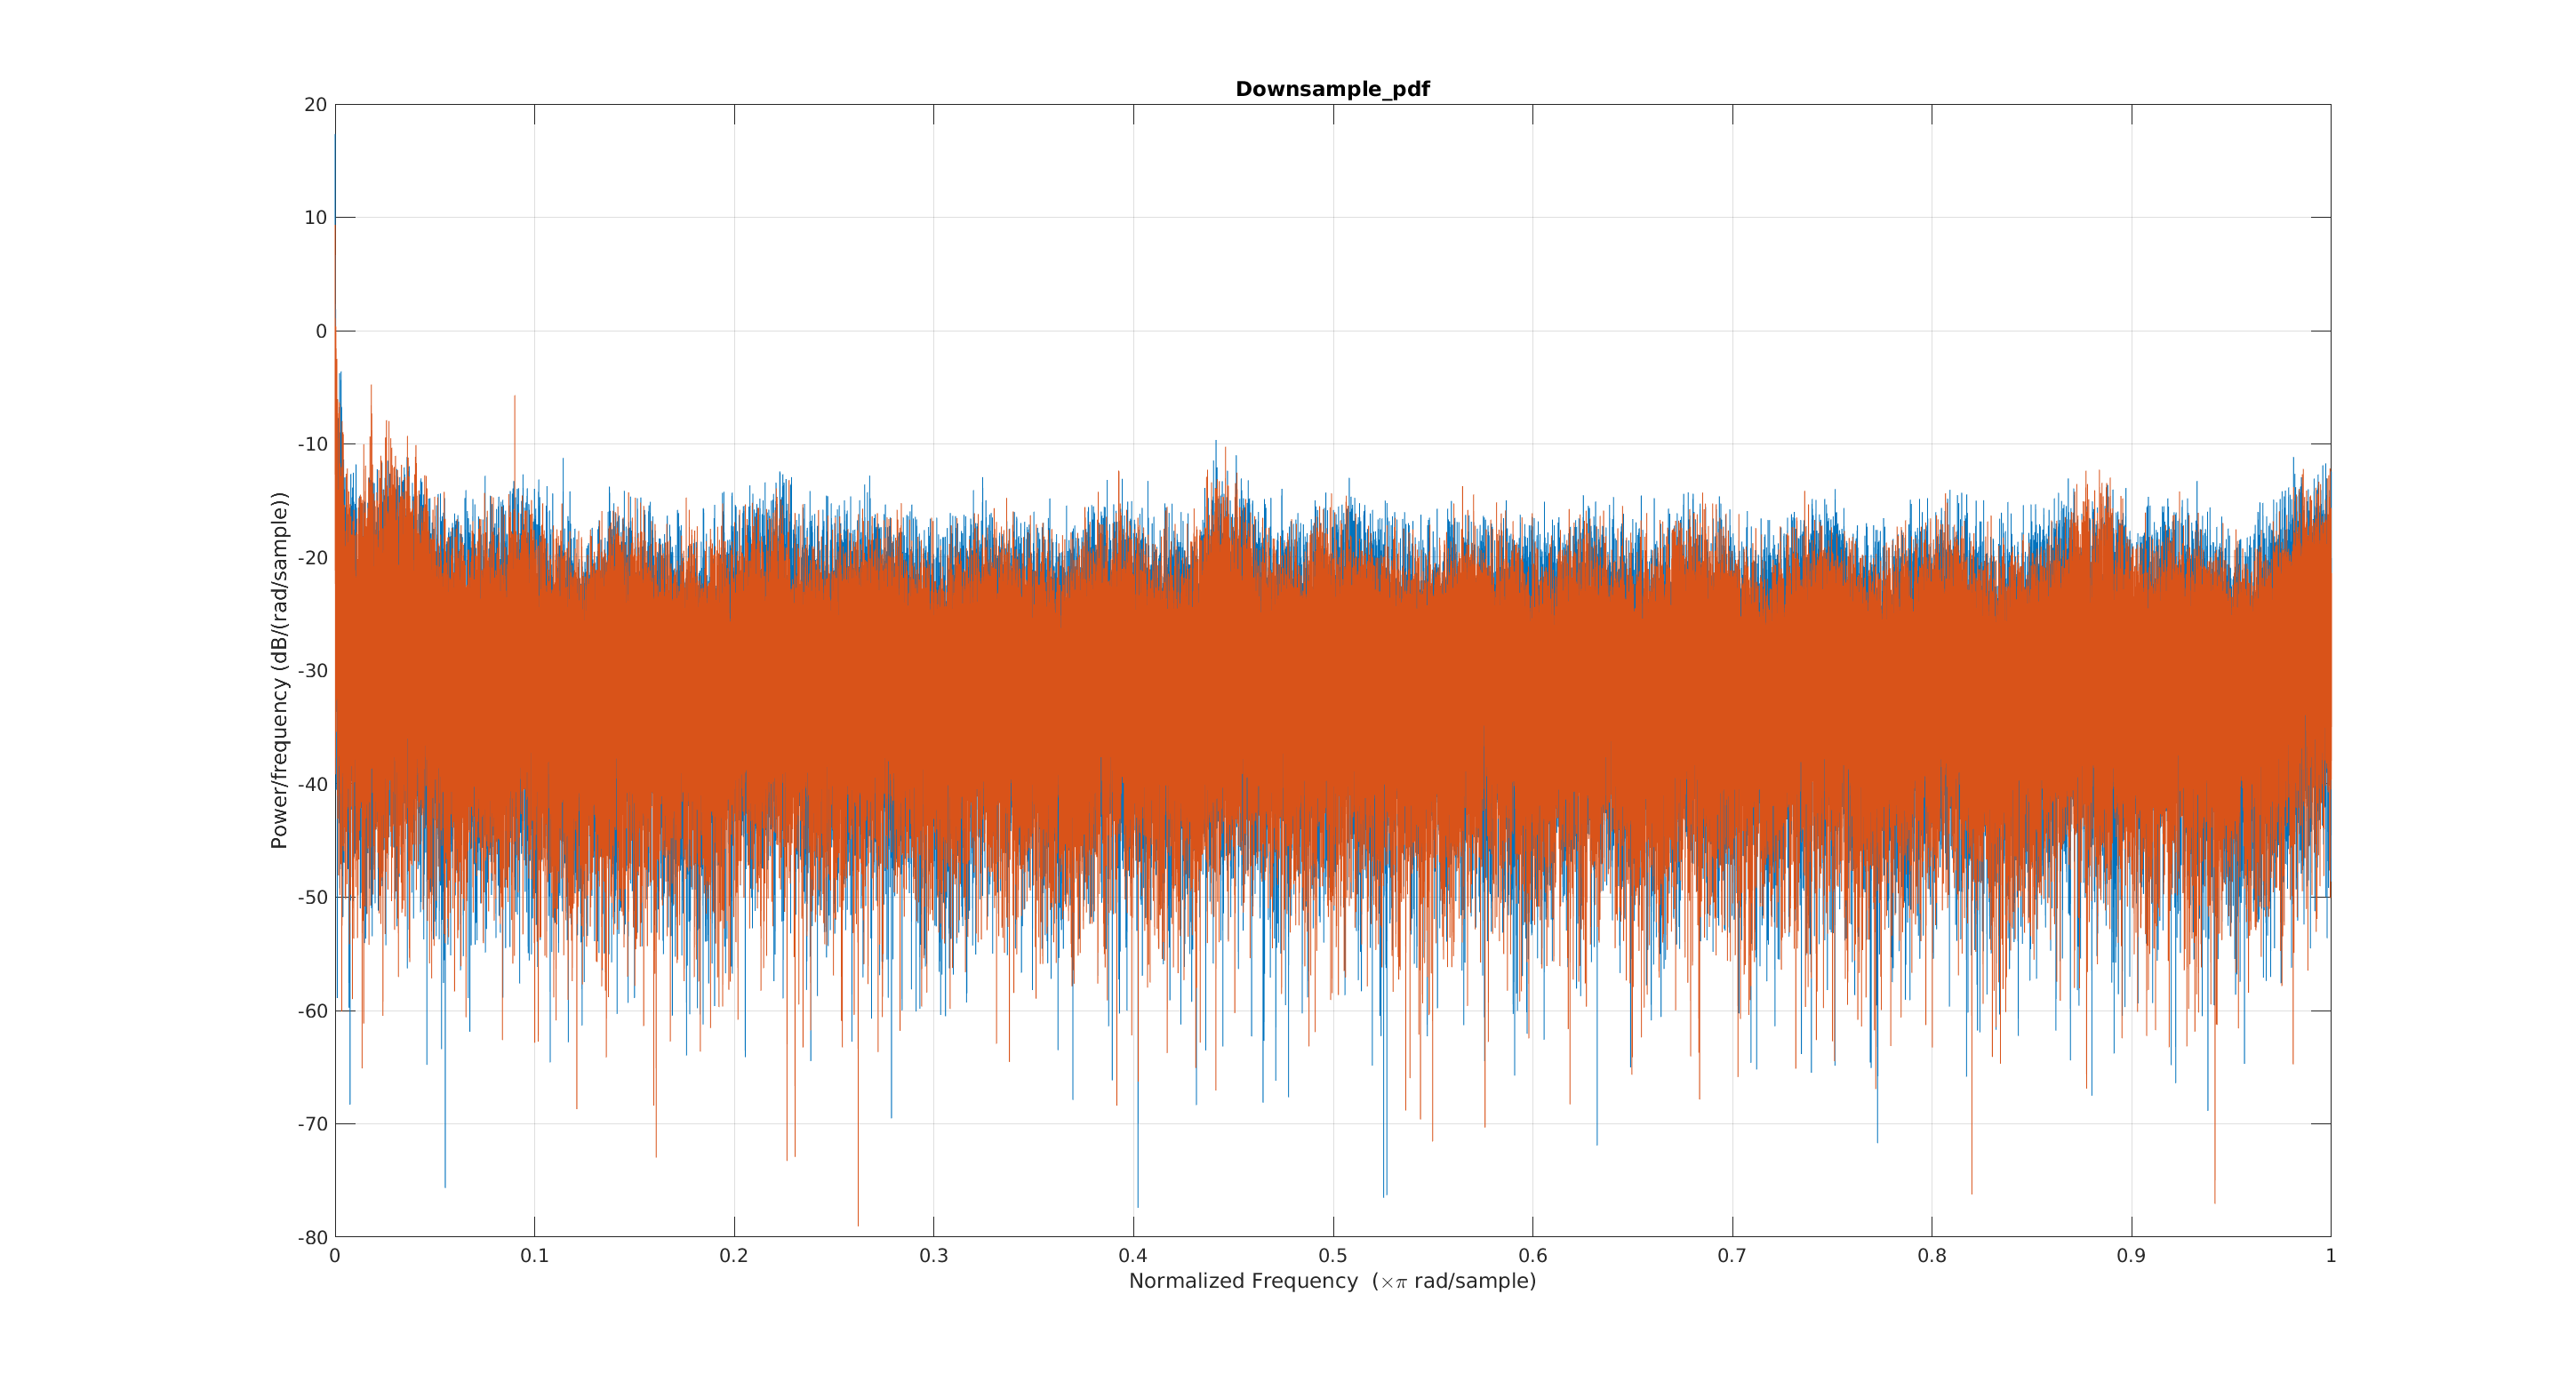 Downsample_pdf
20
10
0
-10
-20
-30
-40
-50
-60
-70
-80
Power/frequency (dB/(rad/sample))
0 0.1 0.2 0.3 0.4 0.5 0.6 0.7 0.8 0.9 1
Normalized Frequency (×π rad/sample)